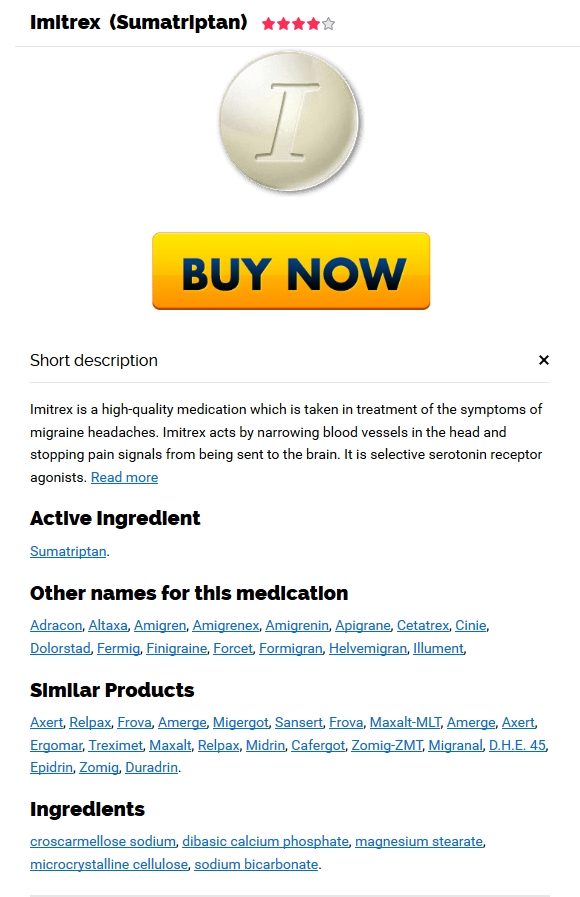 Imitrex (Sumatriptan)
I
BUY NOW
Short description ×
Imitrex is a high-quality medication which is taken in treatment of the symptoms of
migraine headaches. Imitrex acts by narrowing blood vessels in the head and
stopping pain signals from being sent to the brain. It is selective serotonin receptor
agonists. Read more
Active Ingredient
Sumatriptan.
Other names for this medication
Adracon, Altaxa, Amigren, Amigrenex, Amigrenin, Apigrane, Cetatrex, Cinie,
Dolorstad, Fermig, Finigraine, Forcet, Formigran, Helvemigran, Illument,
Similar Products
Axert, Relpax, Frova, Amerge, Migergot, Sansert, Frova, Maxalt-MLT, Amerge, Axert,
Ergomar, Treximet, Maxalt, Relpax, Midrin, Cafergot, Zomig-ZMT, Migranal, D.H.E. 45,
Epidrin, Zomig, Duradrin.
Ingredients
croscarmellose sodium, dibasic calcium phosphate, magnesium stearate,
microcrystalline cellulose, sodium bicarbonate.